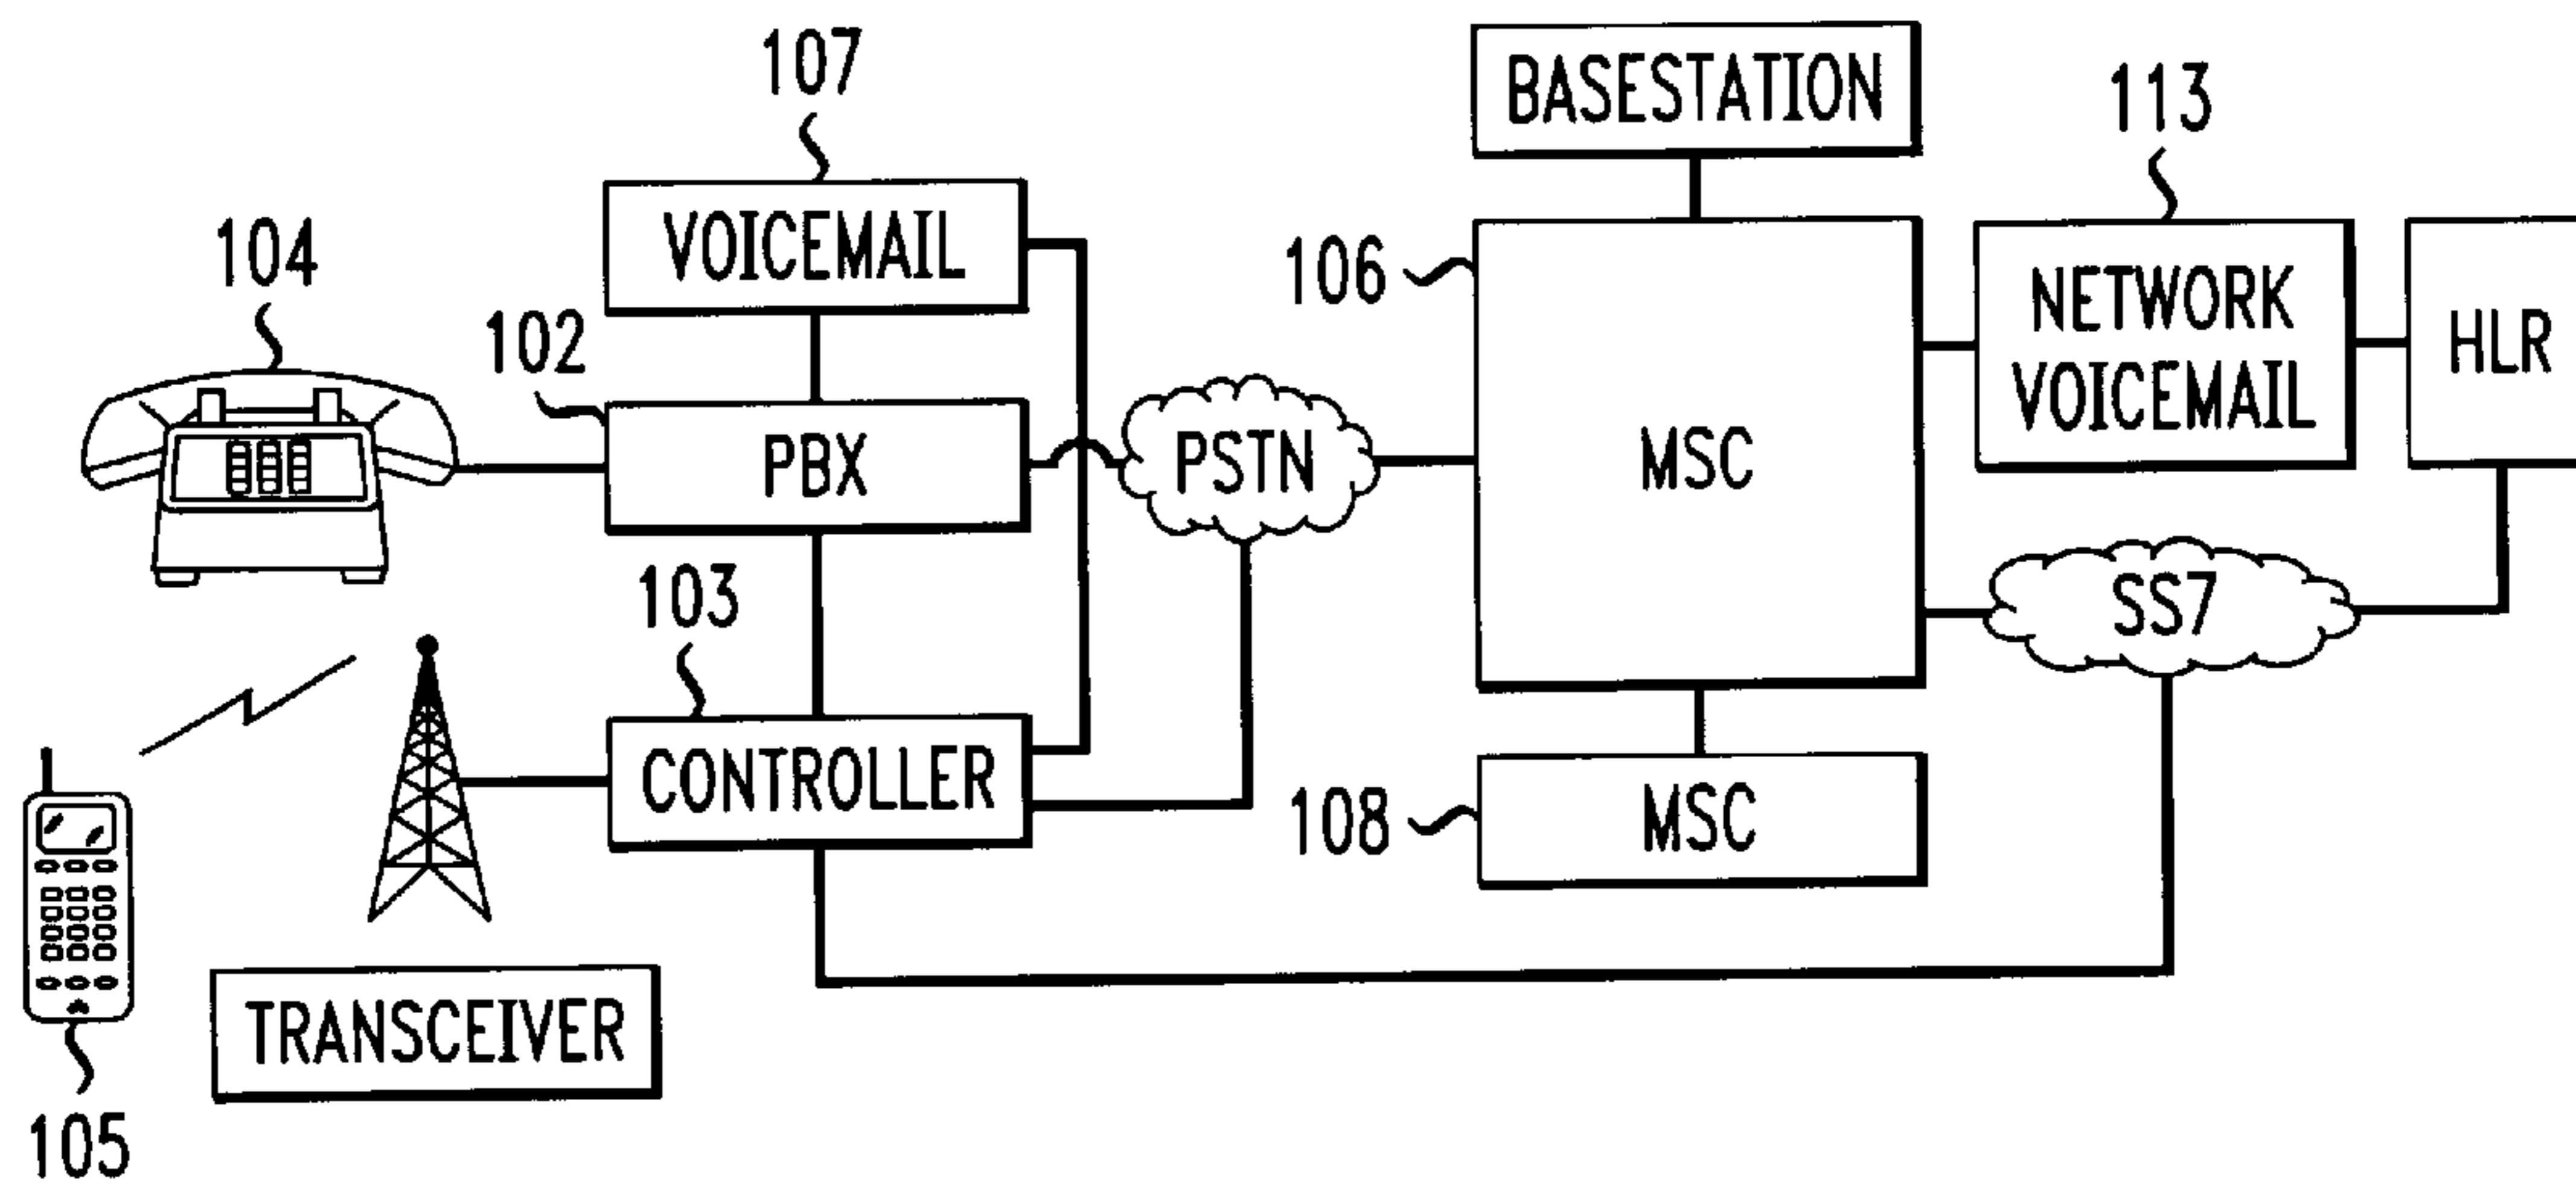 107
BASESTATION
113
104
VOICEMAIL
106
102
NETWORK
VOICEMAIL
HLR
PBX
PSTN
MSC
103
SS7
CONTROLLER
108
MSC
TRANSCEIVER
105